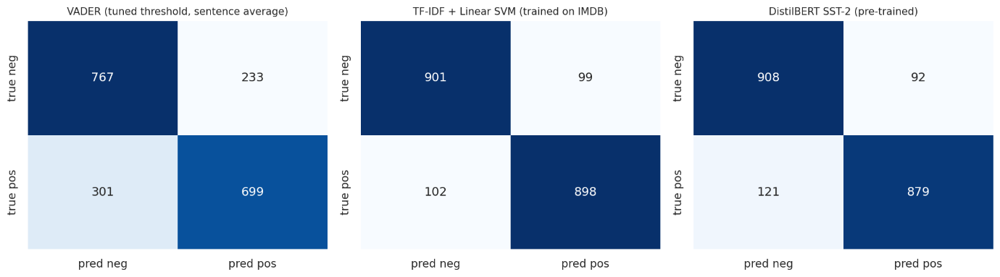 VADER (tuned threshold, sentence average)
true neg
767
233
true pos
301
699
pred neg
pred pos
TF-IDF + Linear SVM (trained on IMDB)
true neg
901
99
true pos
102
898
pred neg
pred pos
DistilBERT SST-2 (pre-trained)
true neg
908
92
true pos
121
879
pred neg
pred pos